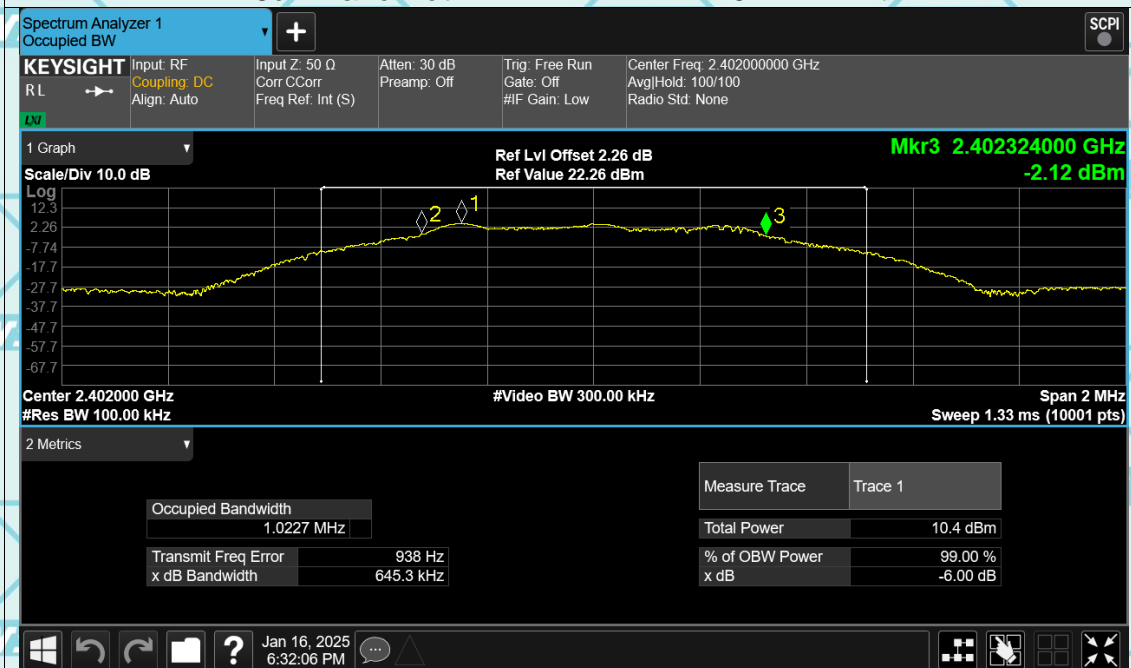 Spectrum Analyzer 1
Occupied BW
+
SCPI
KEYSIGHT
RL
LXI
Input: RF
Coupling: DC
Align: Auto
Input Z: 50 Ω
Corr CCorr
Freq Ref: Int (S)
Atten: 30 dB
Preamp: Off
Trig: Free Run
Gate: Off
#IF Gain: Low
Center Freq: 2.402000000 GHz
Avg|Hold: 100/100
Radio Std: None
1 Graph
Scale/Div 10.0 dB
Ref Lvl Offset 2.26 dB
Ref Value 22.26 dBm
Mkr3 2.402324000 GHz
-2.12 dBm
Log
12.3
2.26
-7.74
-17.7
-27.7
-37.7
-47.7
-57.7
-67.7
2
1
3
Center 2.402000 GHz
#Res BW 100.00 kHz
#Video BW 300.00 kHz
Span 2 MHz
Sweep 1.33 ms (10001 pts)
2 Metrics
Measure Trace Trace 1
Occupied Bandwidth
1.0227 MHz
Total Power 10.4 dBm
Transmit Freq Error 938 Hz
% of OBW Power 99.00 %
x dB Bandwidth 645.3 kHz
x dB -6.00 dB
?
Jan 16, 2025
6:32:06 PM